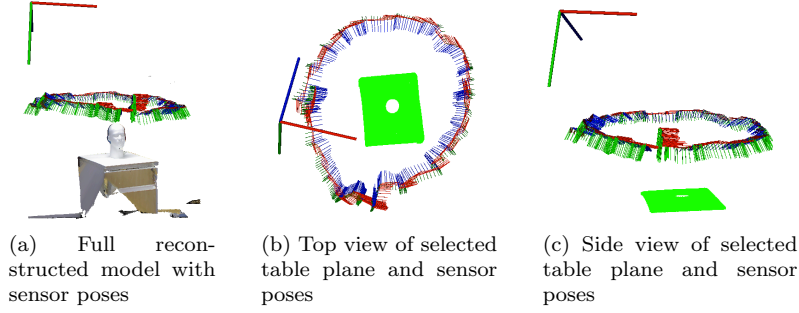 (a) Full recon-
structed model with
sensor poses
(b) Top view of selected
table plane and sensor
poses
(c) Side view of selected
table plane and sensor
poses